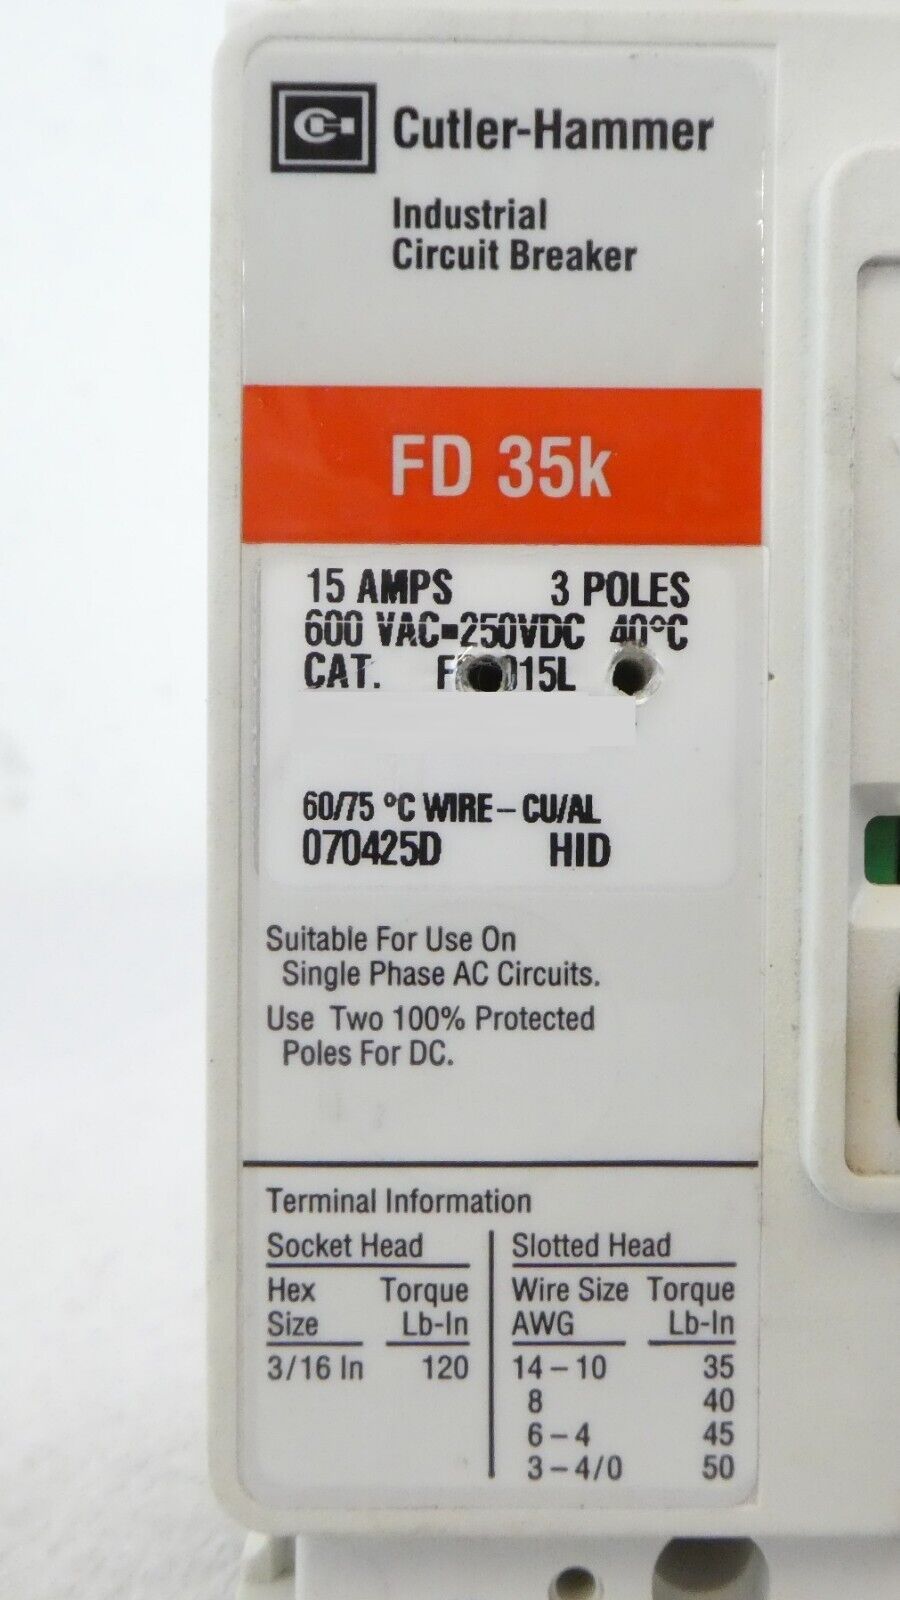 Cutler-Hammer
Industrial
Circuit Breaker
FD 35k
15 AMPS 3 POLES
600 VAC▪250VDC 40°C
CAT.
60/75 °C WIRE – CU/AL
070425D HID
Suitable For Use On
Single Phase AC Circuits.
Use Two 100% Protected
Poles For DC.
Terminal Information
Socket Head Slotted Head
Hex Torque Wire Size Torque
Size Lb-In AWG Lb-In
3/16 In 120 14 – 10 35
8 40
6 – 4 45
3 – 4/0 50